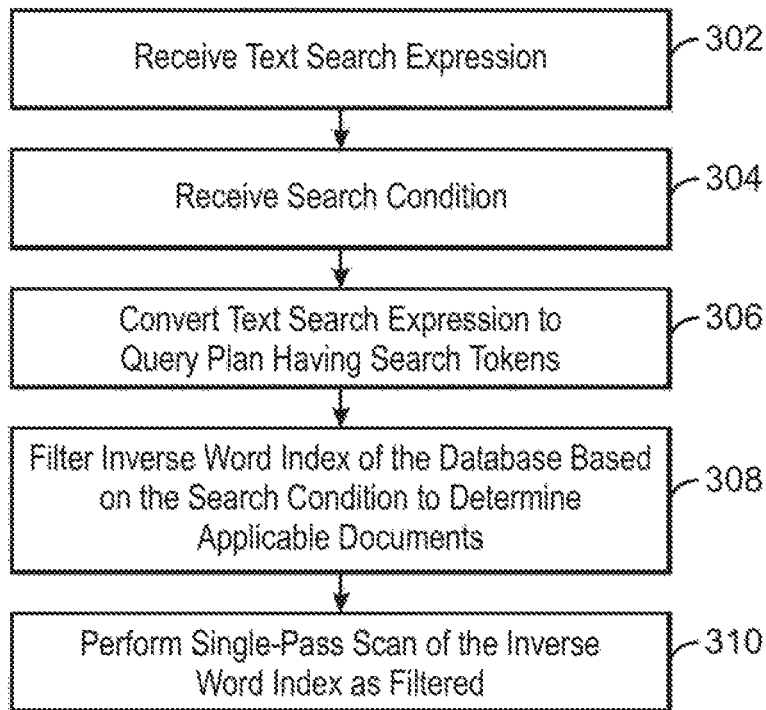 Receive Text Search Expression
302
Receive Search Condition
304
Convert Text Search Expression to
Query Plan Having Search Tokens
306
Filter Inverse Word Index of the Database Based
on the Search Condition to Determine
Applicable Documents
308
Perform Single-Pass Scan of the Inverse
Word Index as Filtered
310